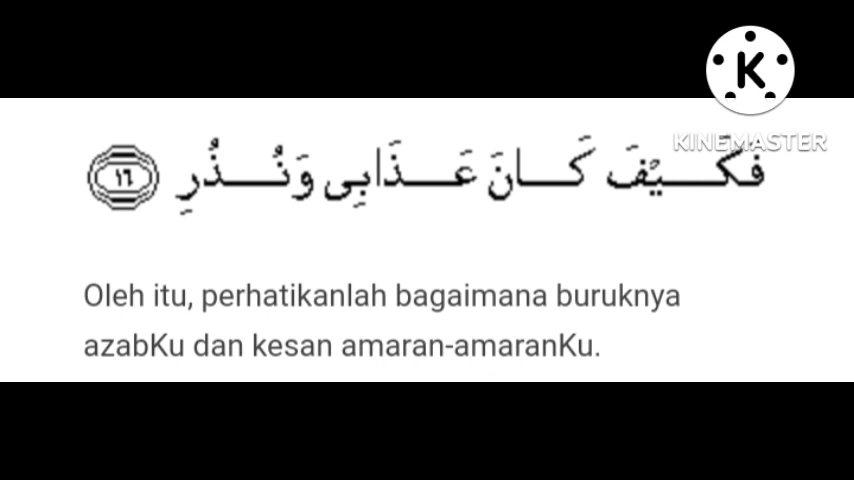 K
KINEMASTER
فَكَيْفَ كَانَ عَذَابِى وَنُذُرِ ١٦
Oleh itu, perhatikanlah bagaimana buruknya
azabKu dan kesan amaran-amaranKu.